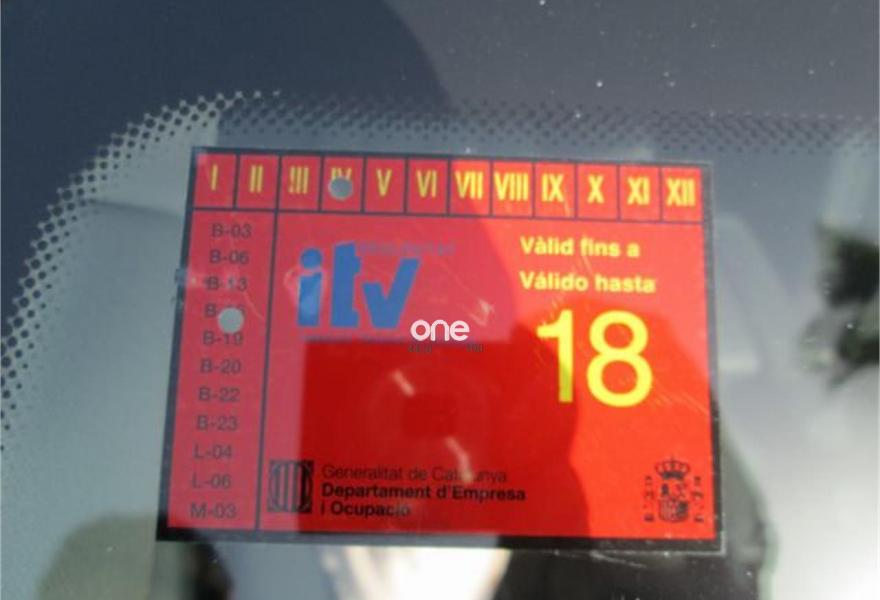 I II III IV V VI VII VIII IX X XI XII
B-03
B-06
B-13
B-19
B-20
B-22
B-23
L-04
L-06
M-03
itv
one
Vàlid fins a
Válido hasta
18
Generalitat de Catalunya
Departament d'Empresa
i Ocupació